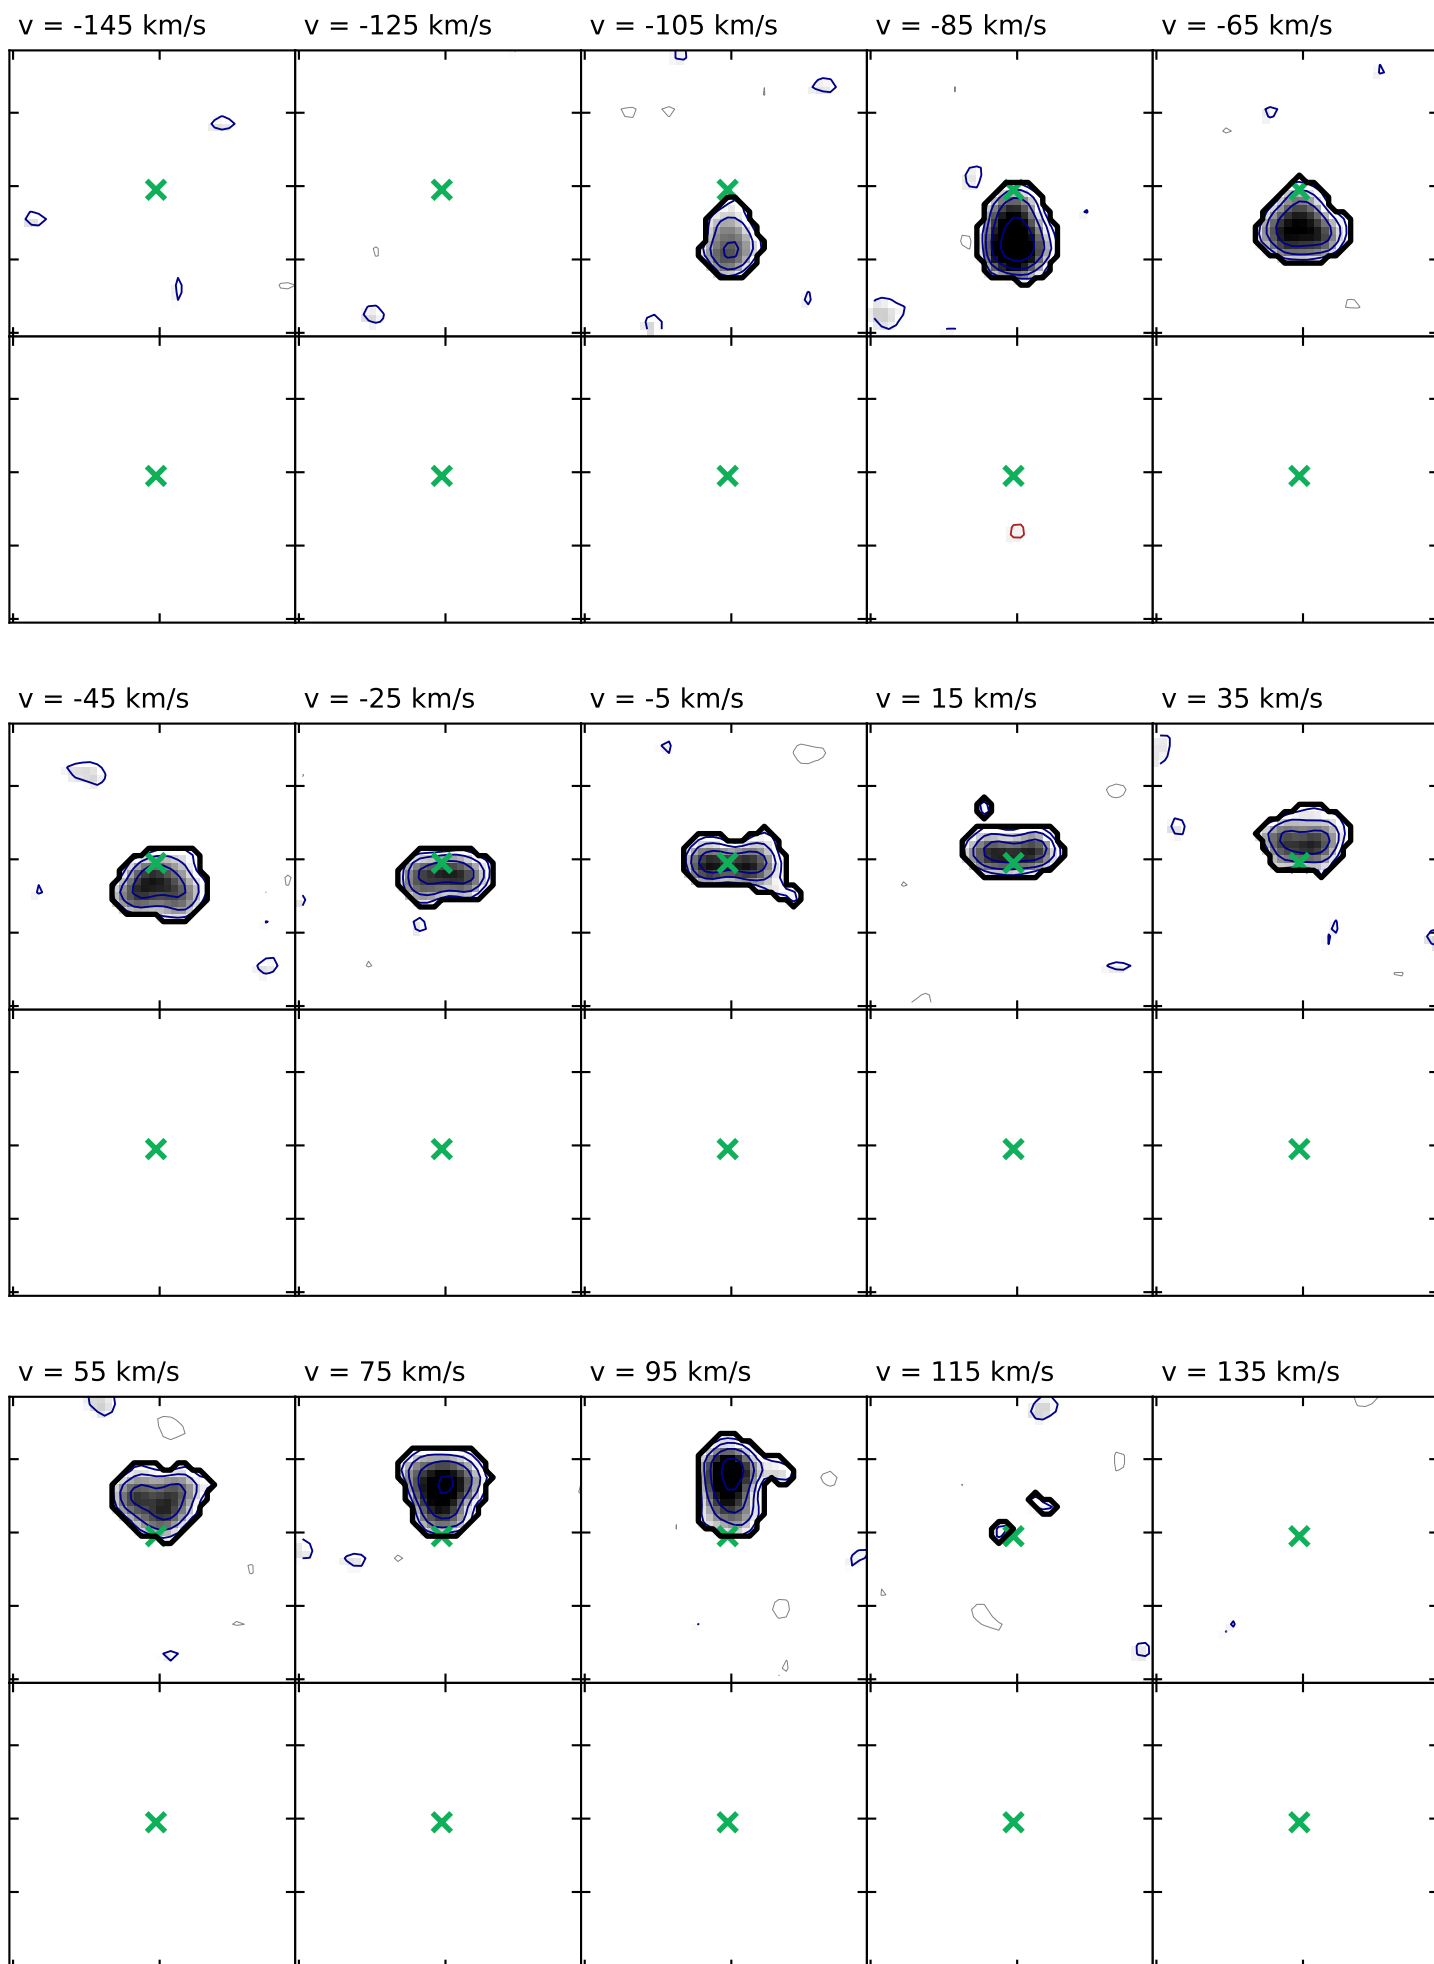 v = -145 km/s
v = -125 km/s
v = -105 km/s
v = -85 km/s
v = -65 km/s
v = -45 km/s
v = -25 km/s
v = -5 km/s
v = 15 km/s
v = 35 km/s
v = 55 km/s
v = 75 km/s
v = 95 km/s
v = 115 km/s
v = 135 km/s